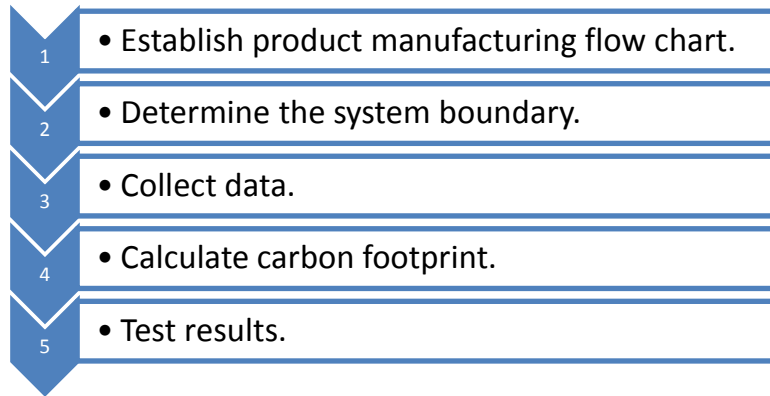 1 • Establish product manufacturing flow chart.
2 • Determine the system boundary.
3 • Collect data.
4 • Calculate carbon footprint.
5 • Test results.